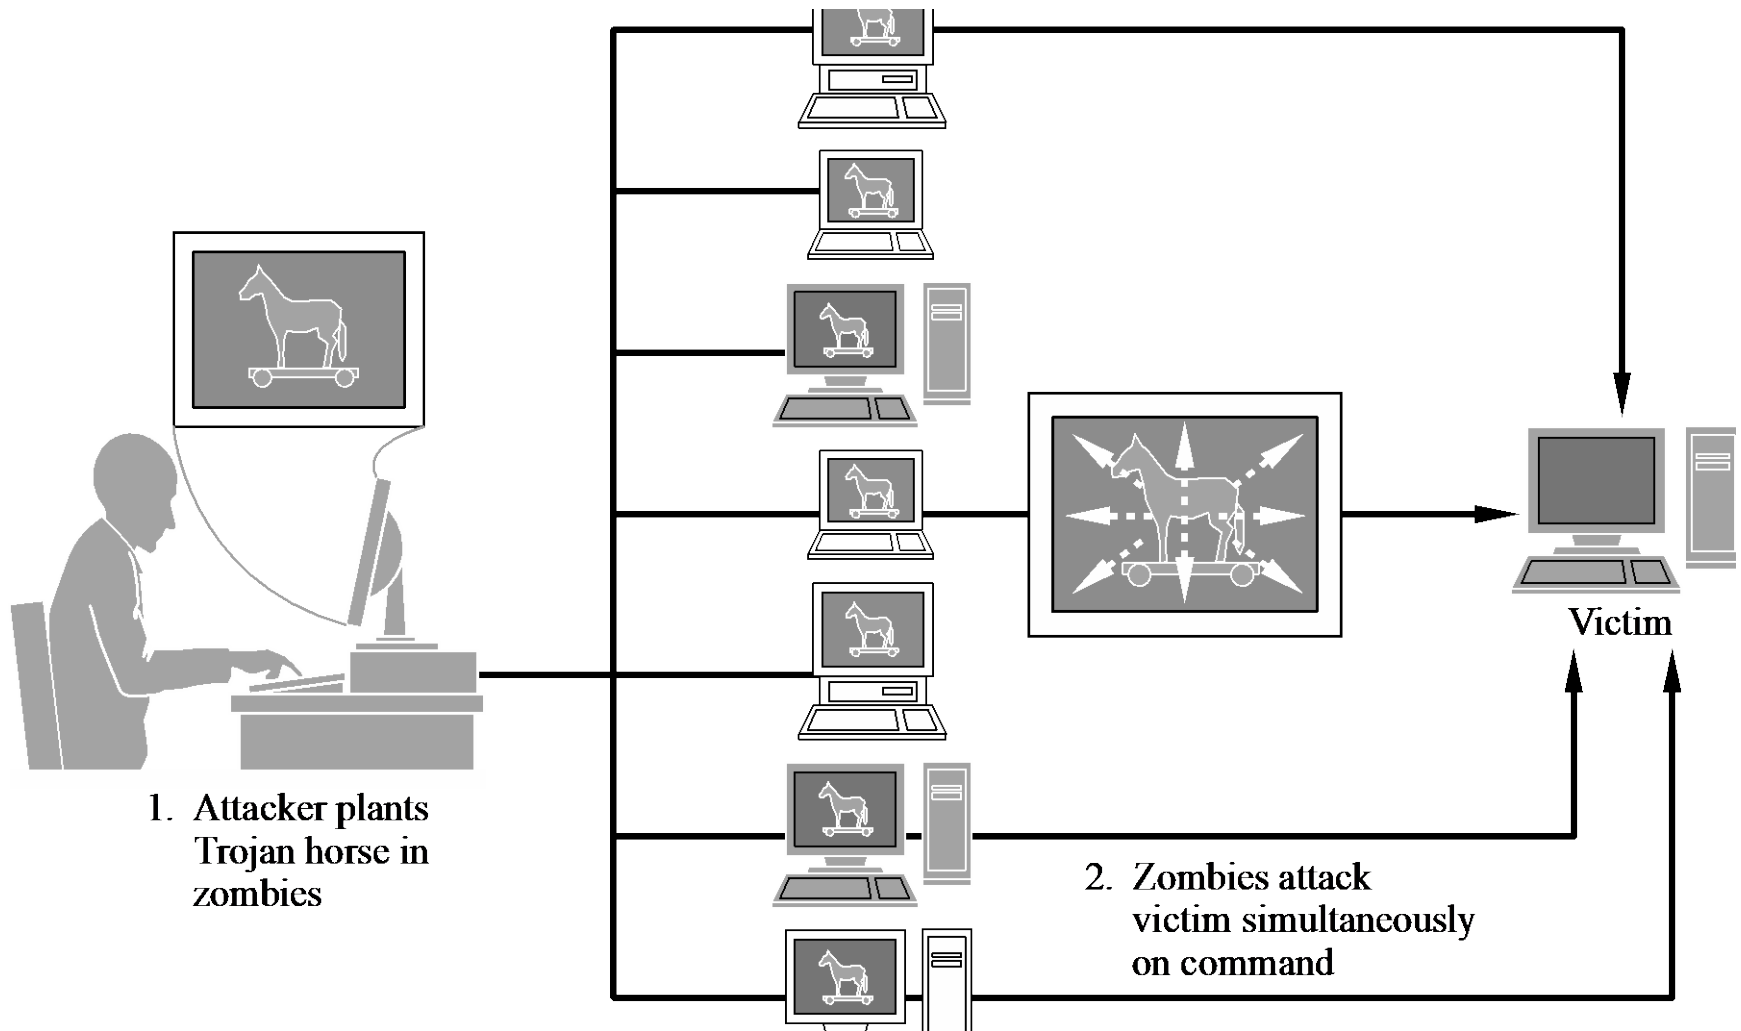 1. Attacker plants
Trojan horse in
zombies
Victim
2. Zombies attack
victim simultaneously
on command